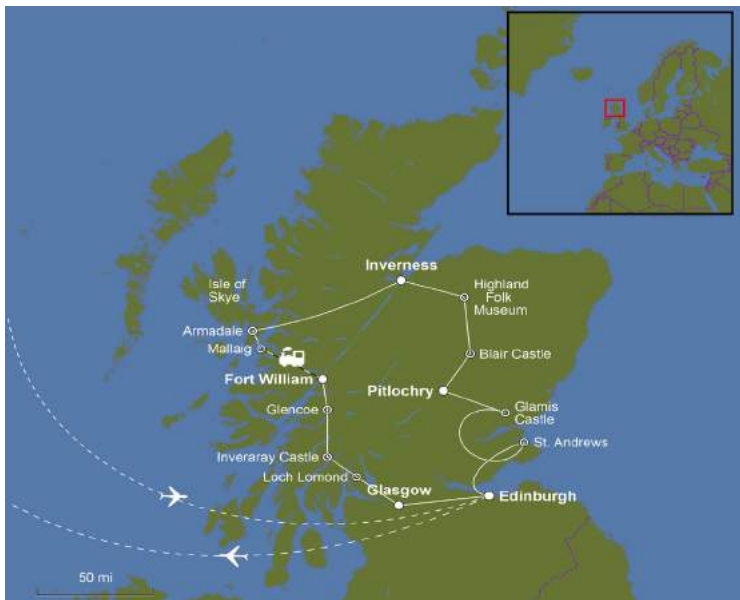 Inverness
Isle of
Skye
Highland
Folk
Museum
Armadale
Mallaig
Blair Castle
Fort William
Pitlochry
Glencoe
Glamis
Castle
St. Andrews
Inveraray Castle
Loch Lomond
Glasgow
Edinburgh
50 mi